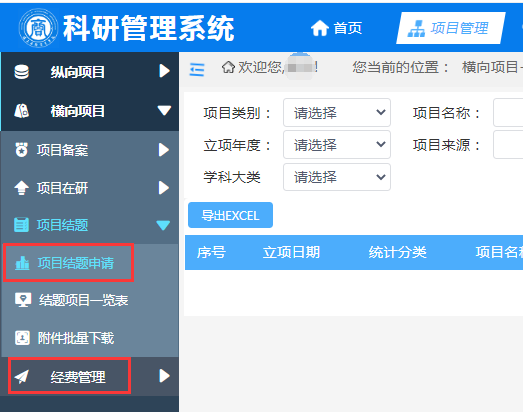 商
科研管理系统
首页
项目管理
纵向项目
横向项目
项目备案
项目在研
项目结题
项目结题申请
结题项目一览表
附件批量下载
经费管理
欢迎您, !
您当前的位置： 横向项目-
项目类别： 请选择 项目名称：
立项年度： 请选择 项目来源：
学科大类 请选择
导出EXCEL
序号 立项日期 统计分类 项目名称